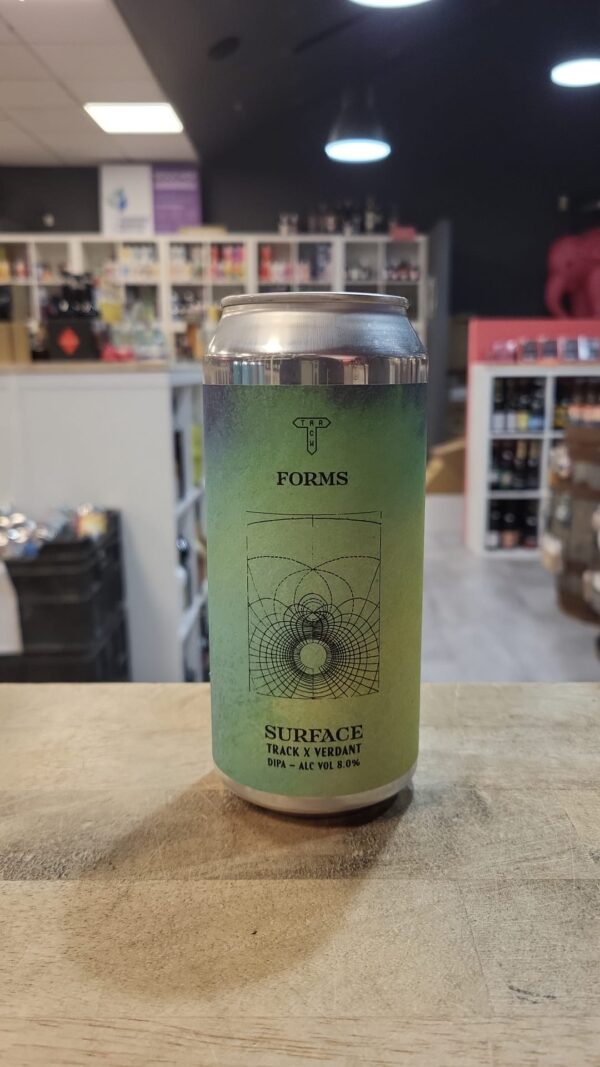 TRACK
FORMS
SURFACE
TRACK X VERDANT
DIPA – ALC VOL 8.0%